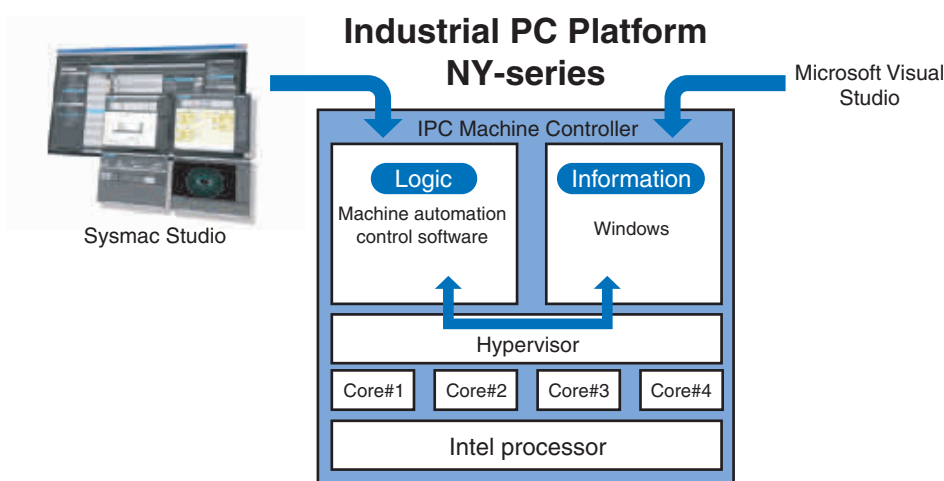 Industrial PC Platform
NY-series
Microsoft Visual
Studio
IPC Machine Controller
Logic
Machine automation
control software
Information
Windows
Sysmac Studio
Hypervisor
Core#1
Core#2
Core#3
Core#4
Intel processor